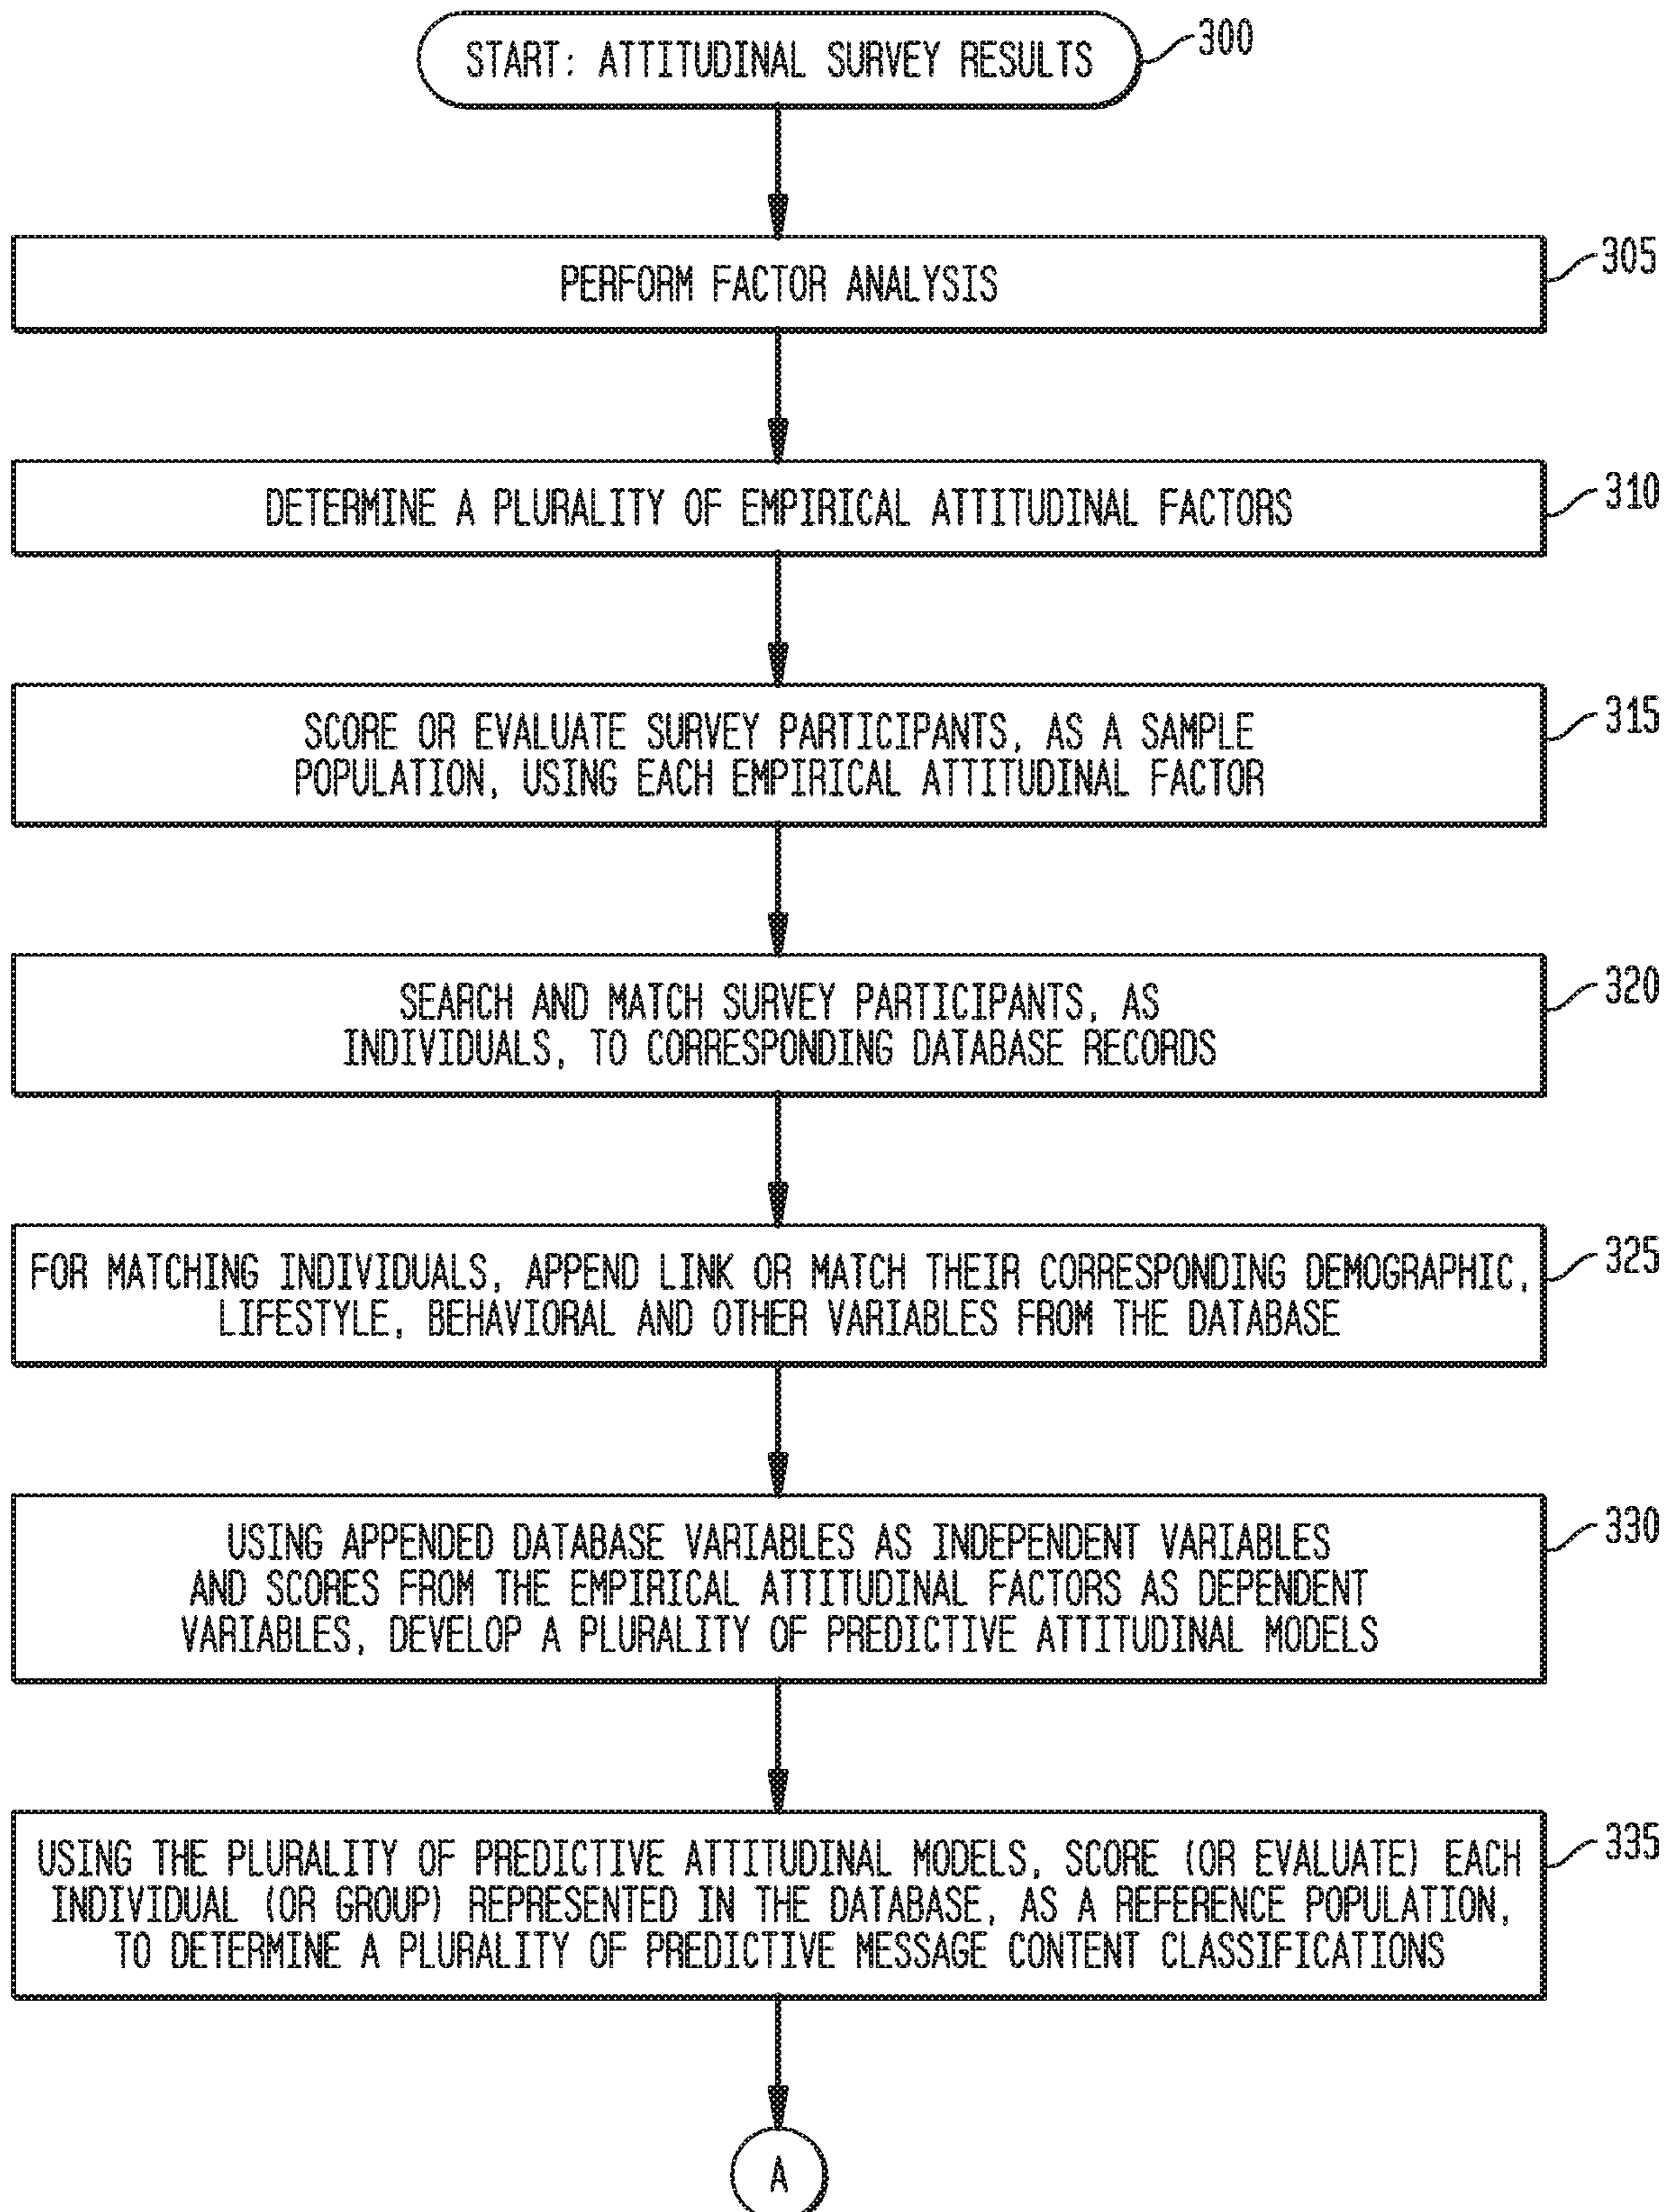 START: ATTITUDINAL SURVEY RESULTS
300
PERFORM FACTOR ANALYSIS
305
DETERMINE A PLURALITY OF EMPIRICAL ATTITUDINAL FACTORS
310
SCORE OR EVALUATE SURVEY PARTICIPANTS, AS A SAMPLE
POPULATION, USING EACH EMPIRICAL ATTITUDINAL FACTOR
315
SEARCH AND MATCH SURVEY PARTICIPANTS, AS
INDIVIDUALS, TO CORRESPONDING DATABASE RECORDS
320
FOR MATCHING INDIVIDUALS, APPEND LINK OR MATCH THEIR CORRESPONDING DEMOGRAPHIC,
LIFESTYLE, BEHAVIORAL AND OTHER VARIABLES FROM THE DATABASE
325
USING APPENDED DATABASE VARIABLES AS INDEPENDENT VARIABLES
AND SCORES FROM THE EMPIRICAL ATTITUDINAL FACTORS AS DEPENDENT
VARIABLES, DEVELOP A PLURALITY OF PREDICTIVE ATTITUDINAL MODELS
330
USING THE PLURALITY OF PREDICTIVE ATTITUDINAL MODELS, SCORE (OR EVALUATE) EACH
INDIVIDUAL (OR GROUP) REPRESENTED IN THE DATABASE, AS A REFERENCE POPULATION,
TO DETERMINE A PLURALITY OF PREDICTIVE MESSAGE CONTENT CLASSIFICATIONS
335
A